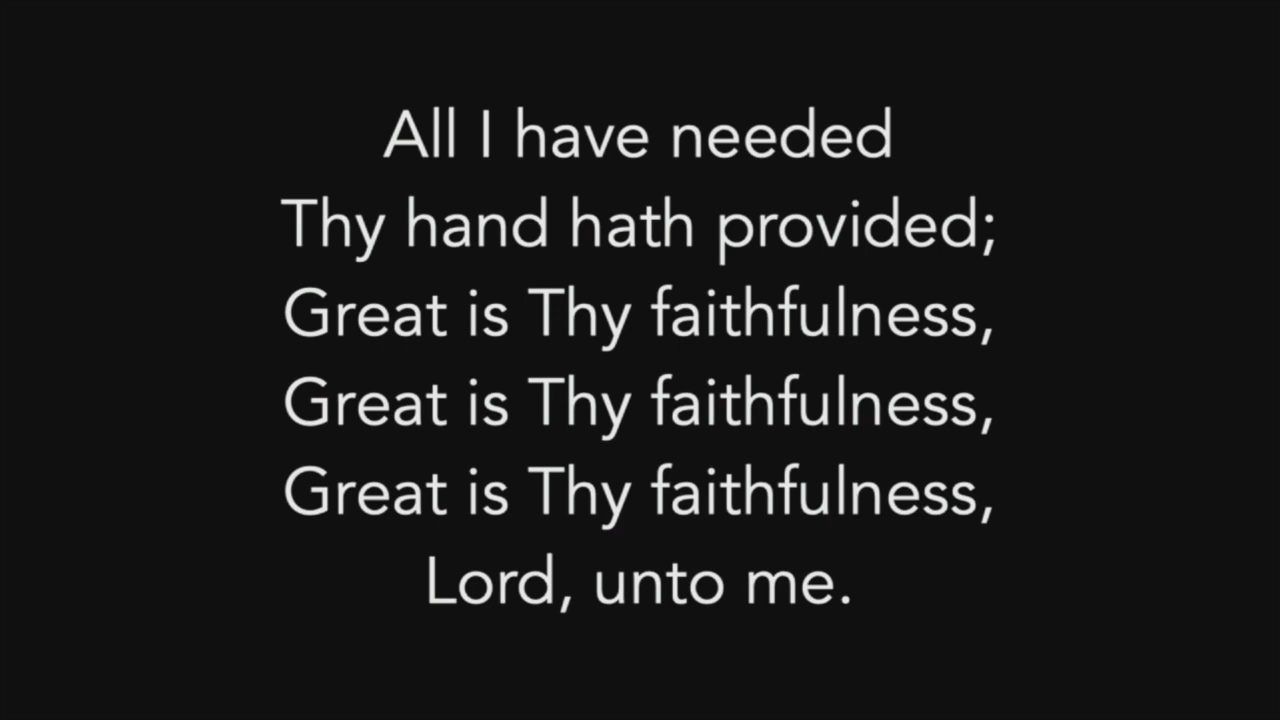 All I have needed
Thy hand hath provided;
Great is Thy faithfulness,
Great is Thy faithfulness,
Great is Thy faithfulness,
Lord, unto me.